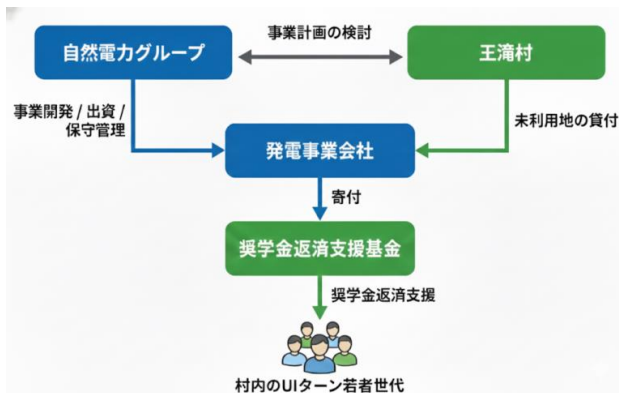 自然電力グループ
事業計画の検討
王滝村
事業開発 / 出資 /
保守管理
未利用地の貸付
発電事業会社
寄付
奨学金返済支援基金
奨学金返済支援
村内のUIターン若者世代